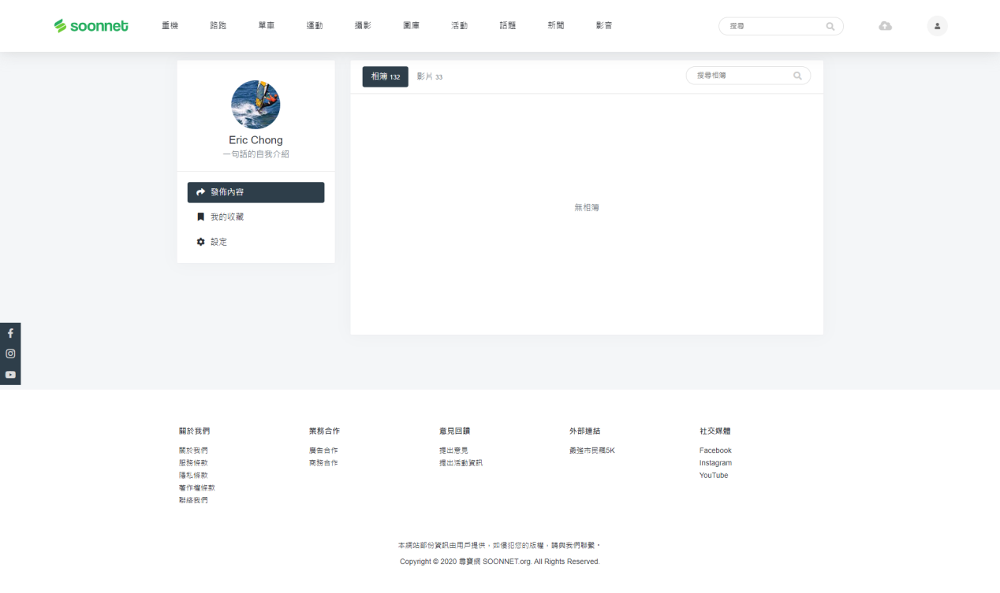 soonnet
重機
路跑
單車
運動
攝影
圖庫
活動
話題
新聞
影音
搜尋
Eric Chong
一句話的自我介紹
發佈內容
我的收藏
設定
相簿 132
影片 33
搜尋相簿
無相簿
關於我們
關於我們
服務條款
隱私條款
著作權條款
聯絡我們
業務合作
廣告合作
商務合作
意見回饋
提出意見
提出活動資訊
外部連結
最強市民飆5K
社交媒體
Facebook
Instagram
YouTube
本網站部份資訊由用戶提供，如侵犯您的版權，請與我們聯繫。
Copyright © 2020 尋寶網 SOONNET.org. All Rights Reserved.